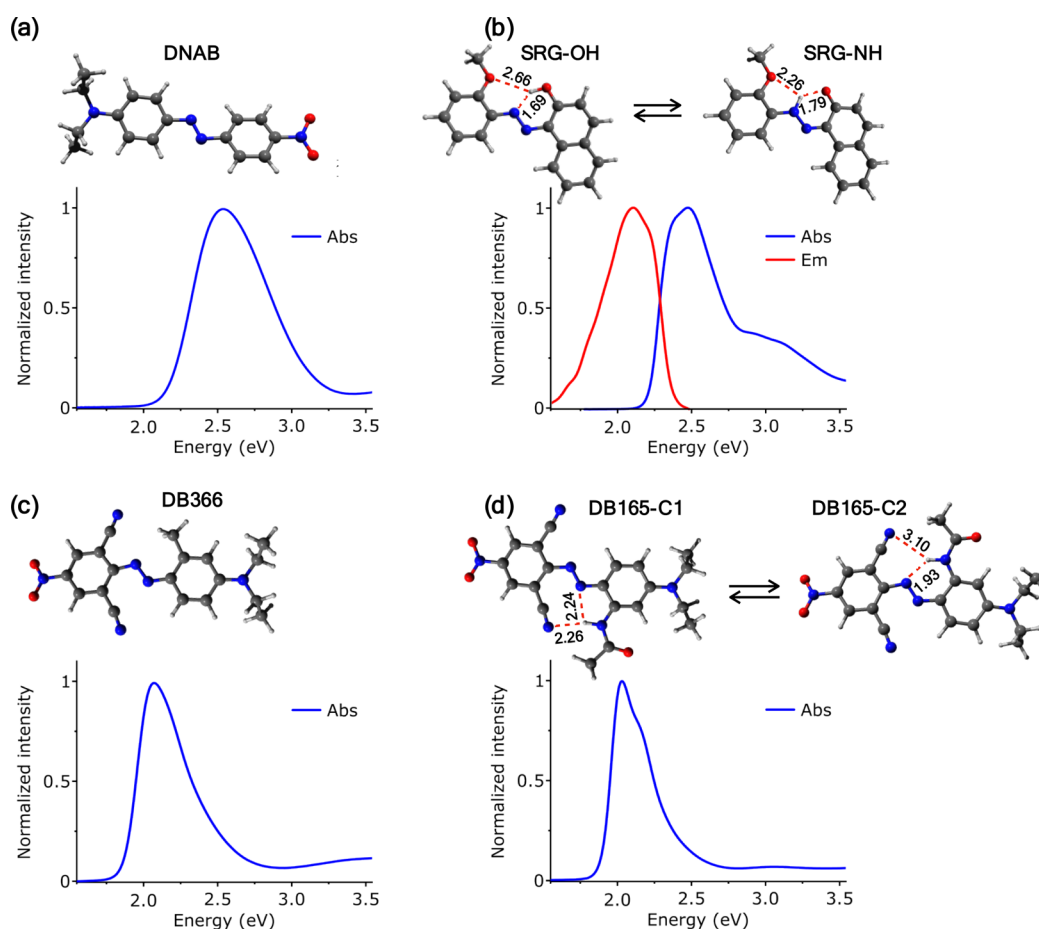 (a)
DNAB
1
0.5
0
Normalized intensity
Abs
2.0 2.5 3.0 3.5
Energy (eV)
(b)
SRG-OH
2.66
1.69
SRG-NH
2.26
1.79
1
0.5
0
Normalized intensity
Abs
Em
2.0 2.5 3.0 3.5
Energy (eV)
(c)
DB366
1
0.5
0
Normalized intensity
Abs
2.0 2.5 3.0 3.5
Energy (eV)
(d)
DB165-C1
2.24
2.26
DB165-C2
3.10
1.93
1
0.5
0
Normalized intensity
Abs
2.0 2.5 3.0 3.5
Energy (eV)